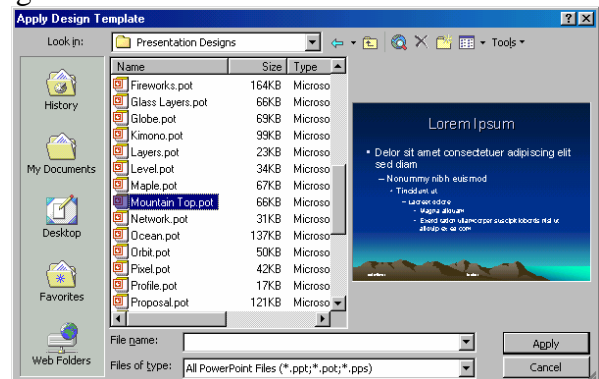 Apply Design Template
Look in: Presentation Designs Tools
History
My Documents
Desktop
Favorites
Web Folders
Name Size Type
Fireworks.pot 164KB Microso
Glass Layers.pot 66KB Microso
Globe.pot 69KB Microso
Kimono.pot 99KB Microso
Layers.pot 23KB Microso
Level.pot 34KB Microso
Maple.pot 67KB Microso
Mountain Top.pot 66KB Microso
Network.pot 31KB Microso
Ocean.pot 137KB Microso
Orbit.pot 50KB Microso
Pixel.pot 42KB Microso
Profile.pot 17KB Microso
Proposal.pot 121KB Microso
Lorem Ipsum
• Delor sit amet consectetuer adipiscing elit
sed diam
– Nonummy nibh euismod
• Tincidunt ut
– Laoreet dolore
• Magna aliquam
File name: Apply
Files of type: All PowerPoint Files (*.ppt;*.pot;*.pps) Cancel